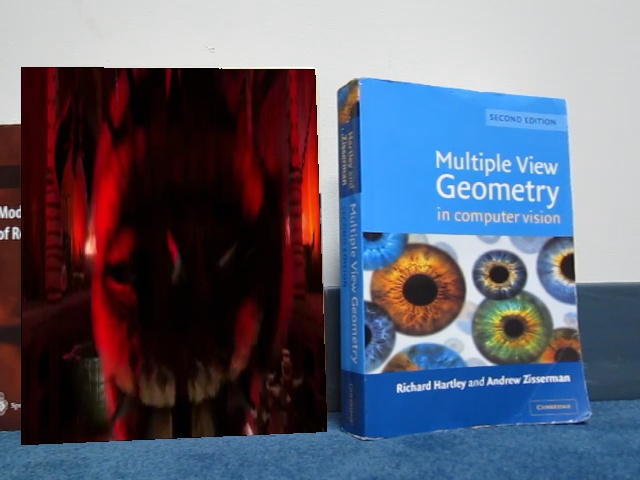 Mod
of R
SECOND EDITION
Multiple View
Geometry
in computer vision
Richard Hartley and Andrew Zisserman
CAMBRIDGE
Hartley and
Zisserman
Multiple View Geometry